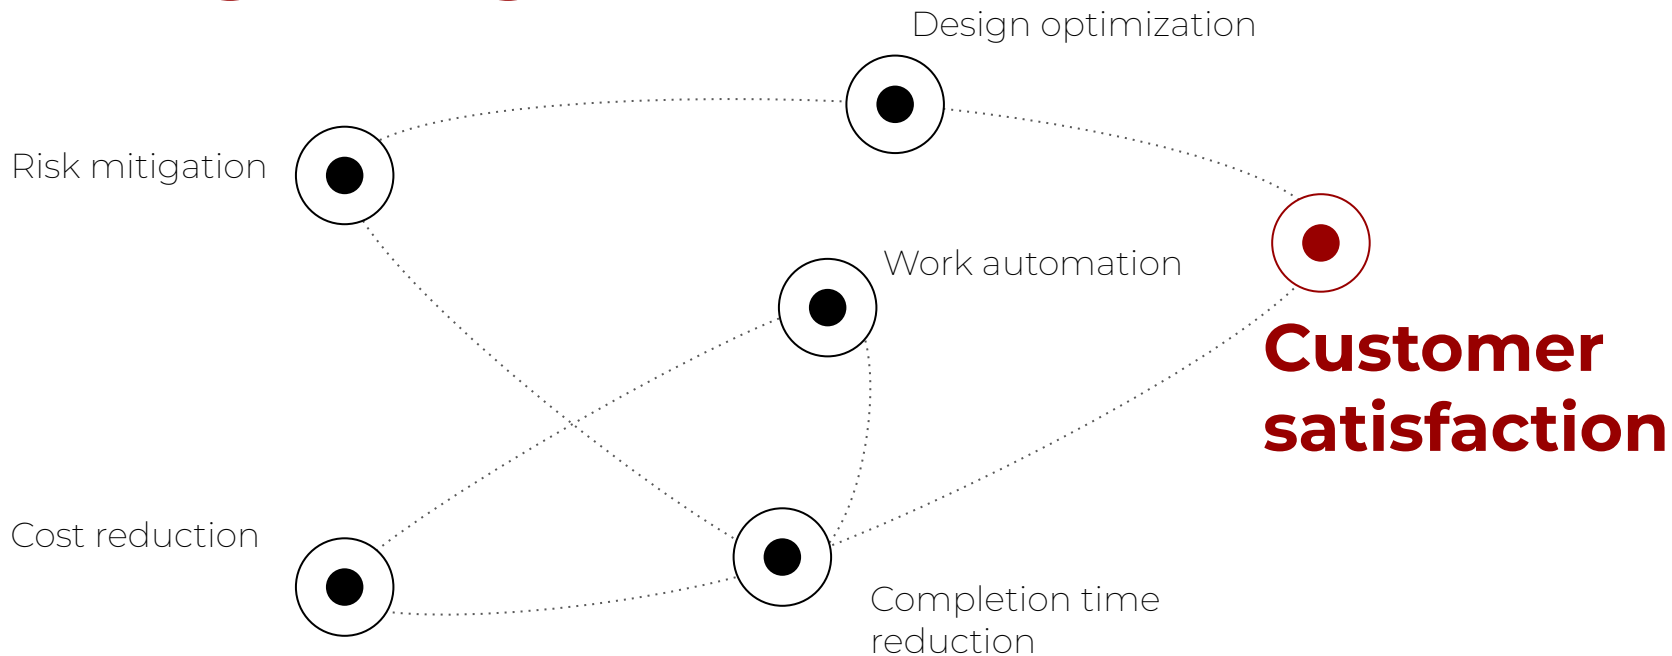 Design optimization
Risk mitigation
Work automation
Customer
satisfaction
Cost reduction
Completion time
reduction